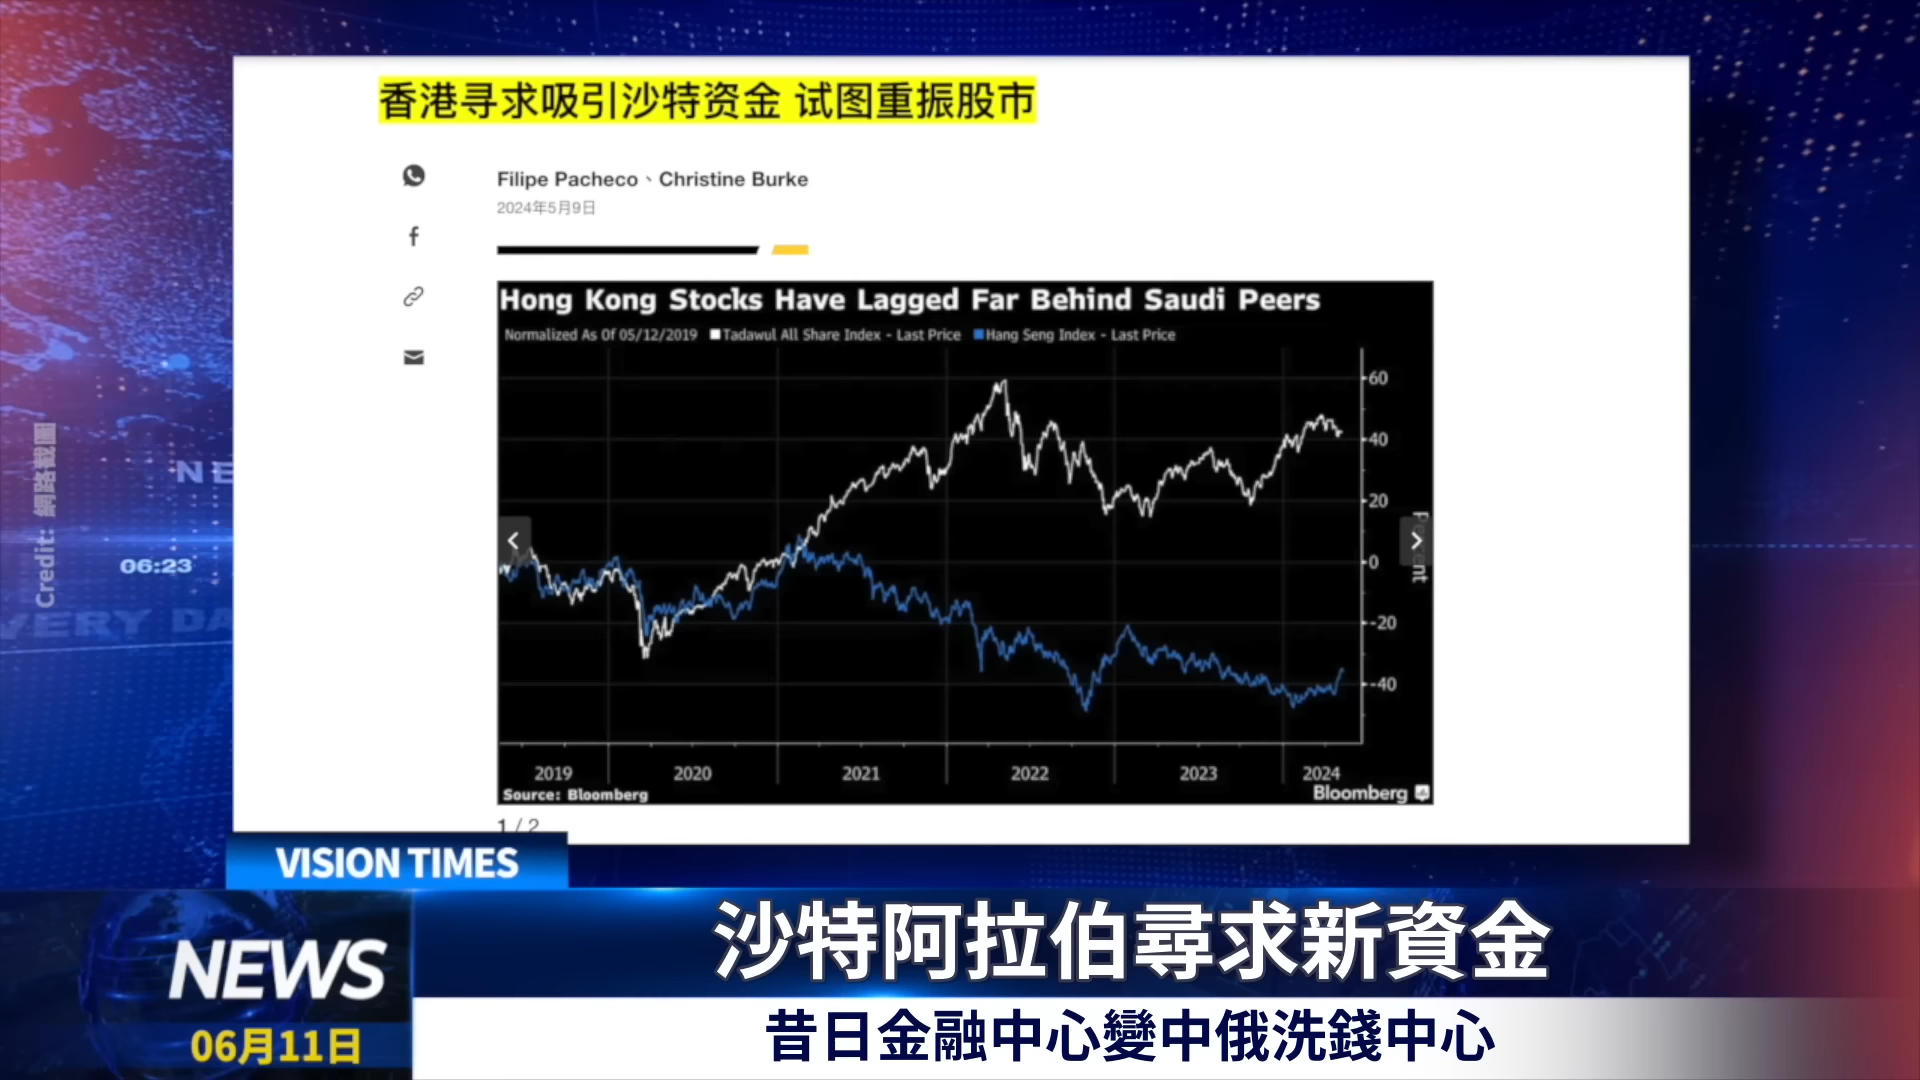 香港寻求吸引沙特资金 试图重振股市
Filipe Pacheco、Christine Burke
2024年5月9日
Hong Kong Stocks Have Lagged Far Behind Saudi Peers
Normalized As Of 05/12/2019 Tadawul All Share Index - Last Price Hang Seng Index - Last Price
60
40
20
0
-20
-40
2019 2020 2021 2022 2023 2024
Source: Bloomberg
Bloomberg
1 / 2
Credit: 網路截圖
NE
06:23
VERY DA
VISION TIMES
NEWS
06月11日
沙特阿拉伯尋求新資金
昔日金融中心變中俄洗錢中心